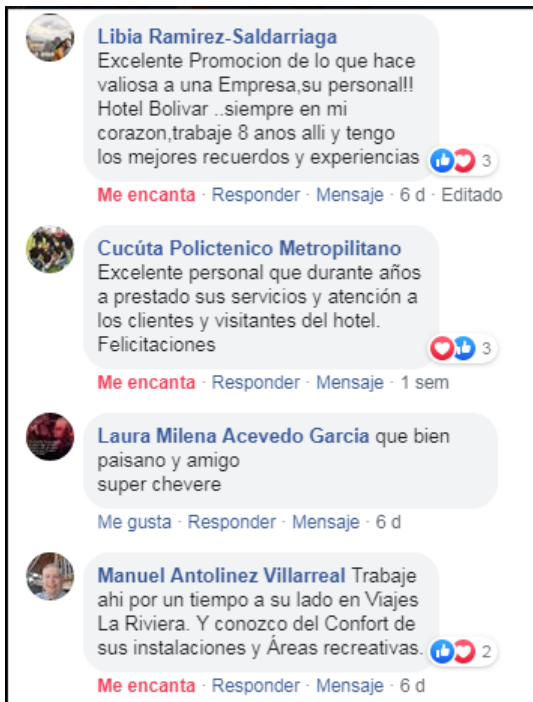 Libia Ramirez-Saldarriaga
Excelente Promocion de lo que hace
valiosa a una Empresa,su personal!!
Hotel Bolivar ..siempre en mi
corazon,trabaje 8 anos alli y tengo
los mejores recuerdos y experiencias 3
Me encanta · Responder · Mensaje · 6 d · Editado
Cucúta Polictenico Metropilitano
Excelente personal que durante años
a prestado sus servicios y atención a
los clientes y visitantes del hotel.
Felicitaciones 3
Me encanta · Responder · Mensaje · 1 sem
Laura Milena Acevedo Garcia que bien
paisano y amigo
super chevere
Me gusta · Responder · Mensaje · 6 d
Manuel Antolinez Villarreal Trabaje
ahi por un tiempo a su lado en Viajes
La Riviera. Y conozco del Confort de
sus instalaciones y Áreas recreativas. 2
Me encanta · Responder · Mensaje · 6 d